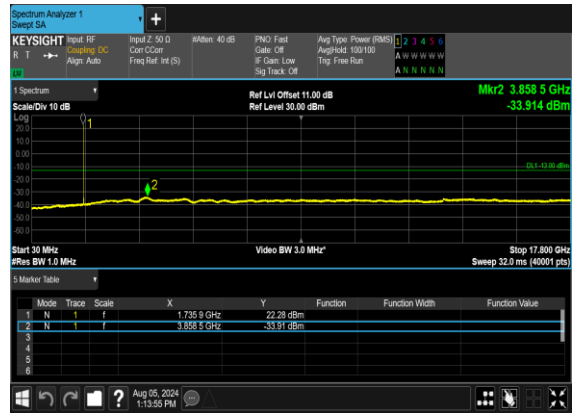 Spectrum Analyzer 1
Swept SA
+
KEYSIGHT Input: RF Input Z: 50 Ω #Atten: 40 dB PNO: Fast Avg Type: Power (RMS) 1 2 3 4 5 6
R T Coupling: DC Corr CCorr Gate: Off Avg|Hold: 100/100 A W W W W W
Align: Auto Freq Ref: Int (S) IF Gain: Low Trig: Free Run
Sig Track: Off A N N N N N
1 Spectrum Ref Lvl Offset 11.00 dB Mkr2 3.858 5 GHz
Scale/Div 10 dB Ref Level 30.00 dBm -33.914 dBm
Log
1
20.0
10.0
0.00
-10.0 DL1 -13.00 dBm
-20.0
2
-30.0
-40.0
-50.0
-60.0
Start 30 MHz Video BW 3.0 MHz* Stop 17.800 GHz
#Res BW 1.0 MHz Sweep 32.0 ms (40001 pts)
5 Marker Table
Mode Trace Scale X Y Function Function Width Function Value
1 N 1 f 1.735 9 GHz 22.28 dBm
2 N 1 f 3.858 5 GHz -33.91 dBm
3
4
5
6
? Aug 05, 2024
1:13:55 PM